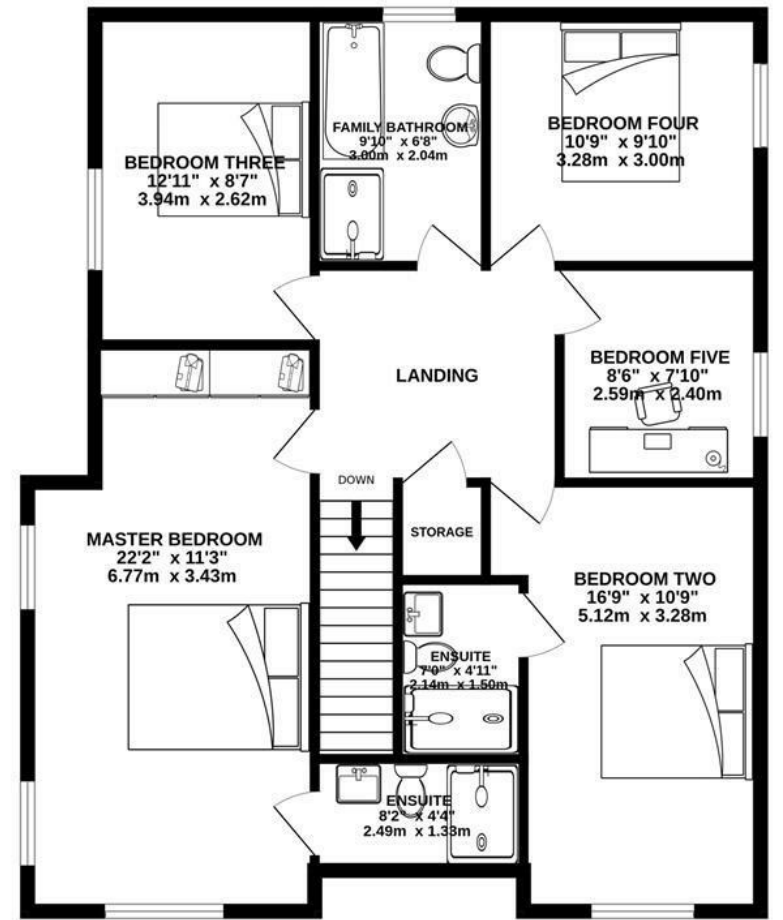 BEDROOM THREE
12'11" x 8'7"
3.94m x 2.62m
FAMILY BATHROOM
9'10" x 6'8"
3.00m x 2.04m
BEDROOM FOUR
10'9" x 9'10"
3.28m x 3.00m
LANDING
BEDROOM FIVE
8'6" x 7'10"
2.59m x 2.40m
DOWN
STORAGE
MASTER BEDROOM
22'2" x 11'3"
6.77m x 3.43m
BEDROOM TWO
16'9" x 10'9"
5.12m x 3.28m
ENSUITE
7'0" x 4'11"
2.14m x 1.50m
ENSUITE
8'2" x 4'4"
2.49m x 1.33m